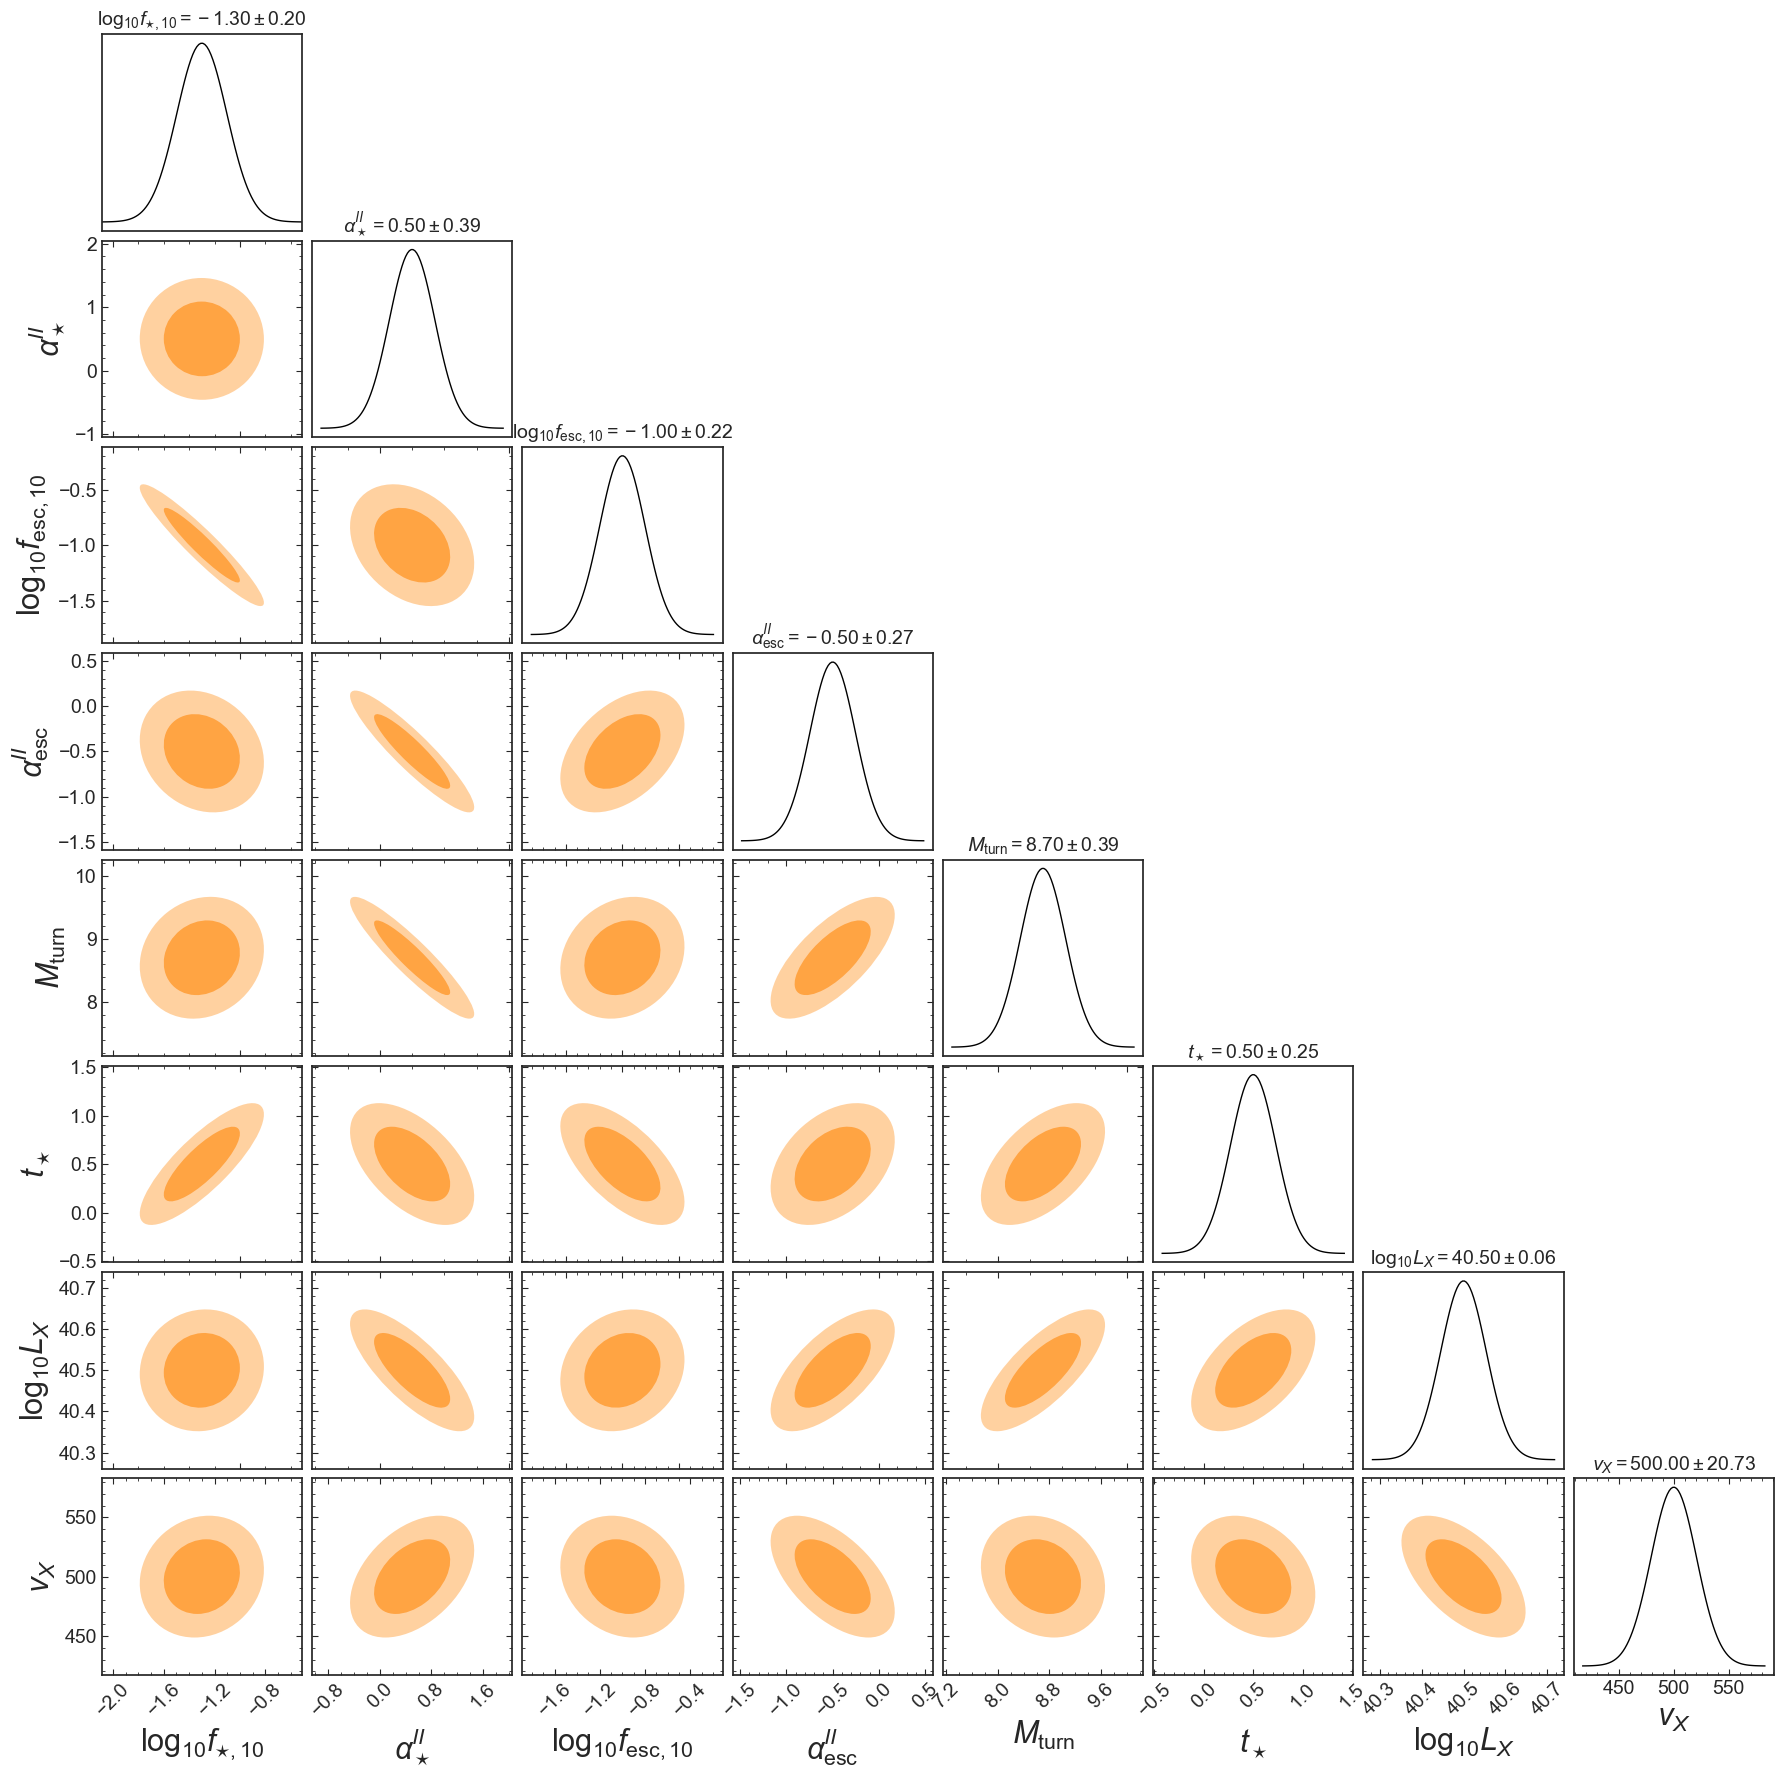 log₁₀f⋆, ₁₀ = −1.30 ± 0.20
α⋆ᴵᴵ = 0.50 ± 0.39
2
1
0
−1
α⋆ᴵᴵ
log₁₀fesc, ₁₀ = −1.00 ± 0.22
−0.5
−1.0
−1.5
log₁₀fesc, ₁₀
αescᴵᴵ = −0.50 ± 0.27
0.5
0.0
−0.5
−1.0
−1.5
αescᴵᴵ
Mturn = 8.70 ± 0.39
10
9
8
Mturn
t⋆ = 0.50 ± 0.25
1.5
1.0
0.5
0.0
−0.5
t⋆
log₁₀LX = 40.50 ± 0.06
40.7
40.6
40.5
40.4
40.3
log₁₀LX
vX = 500.00 ± 20.73
550
500
450
vX
−2.0 −1.6 −1.2 −0.8
−0.8 0.0 0.8 1.6
−1.6 −1.2 −0.8 −0.4
−1.5 −1.0 −0.5 0.0 0.5
7.2 8.0 8.8 9.6
−0.5 0.0 0.5 1.0 1.5
40.3 40.4 40.5 40.6 40.7
450 500 550
log₁₀f⋆, ₁₀
α⋆ᴵᴵ
log₁₀fesc, ₁₀
αescᴵᴵ
Mturn
t⋆
log₁₀LX
vX